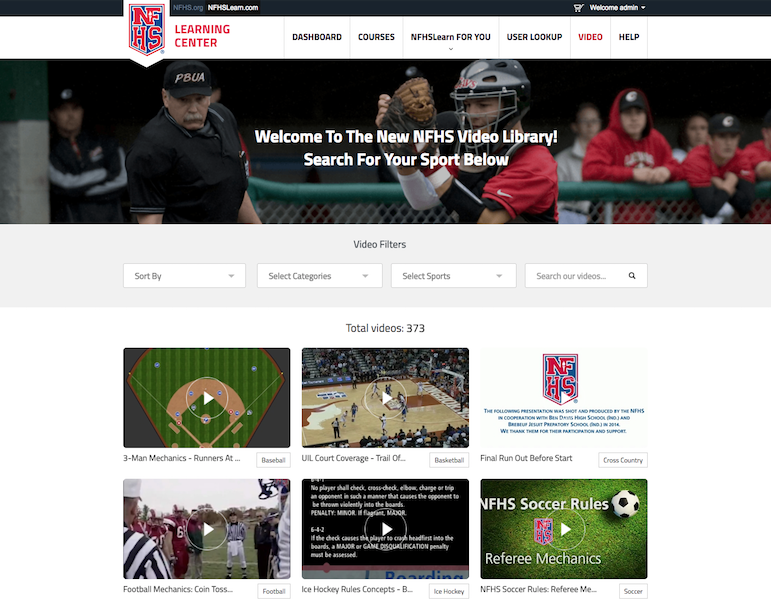 NFHS.org NFHSLearn.com
Welcome admin
NFHS
LEARNING
CENTER
DASHBOARD COURSES NFHSLearn FOR YOU USER LOOKUP VIDEO HELP
PBUA
Welcome To The New NFHS Video Library!
Search For Your Sport Below
Video Filters
Sort By Select Categories Select Sports Search our videos...
Total videos: 373
NFHS
THE FOLLOWING PRESENTATION WAS SHOT AND PRODUCED BY THE NFHS
IN COOPERATION WITH BEN DAVIS HIGH SCHOOL (IND.) AND
BREBEUF JESUIT PREPATORY SCHOOL (IND.) IN 2014.
WE THANK THEM FOR THEIR PARTICIPATION AND SUPPORT.
3-Man Mechanics - Runners At ... Baseball
UIL Court Coverage - Trail Of... Basketball
Final Run Out Before Start Cross Country
6-4-1
No player shall check, cross-check, elbow, charge or trip
an opponent in such a manner that causes the opponent to
be thrown violently into the boards.
PENALTY: MINOR. If flagrant, MAJOR.
6-4-2
If the cause causes the player to crash headfirst into the
boards, a MAJOR or GAME DISQUALIFICATION penalty
must be assessed.
Boarding
NFHS Soccer Rules
NFHS
Referee Mechanics
Football Mechanics: Coin Toss... Football
Ice Hockey Rules Concepts - B... Ice Hockey
NFHS Soccer Rules: Referee Me... Soccer